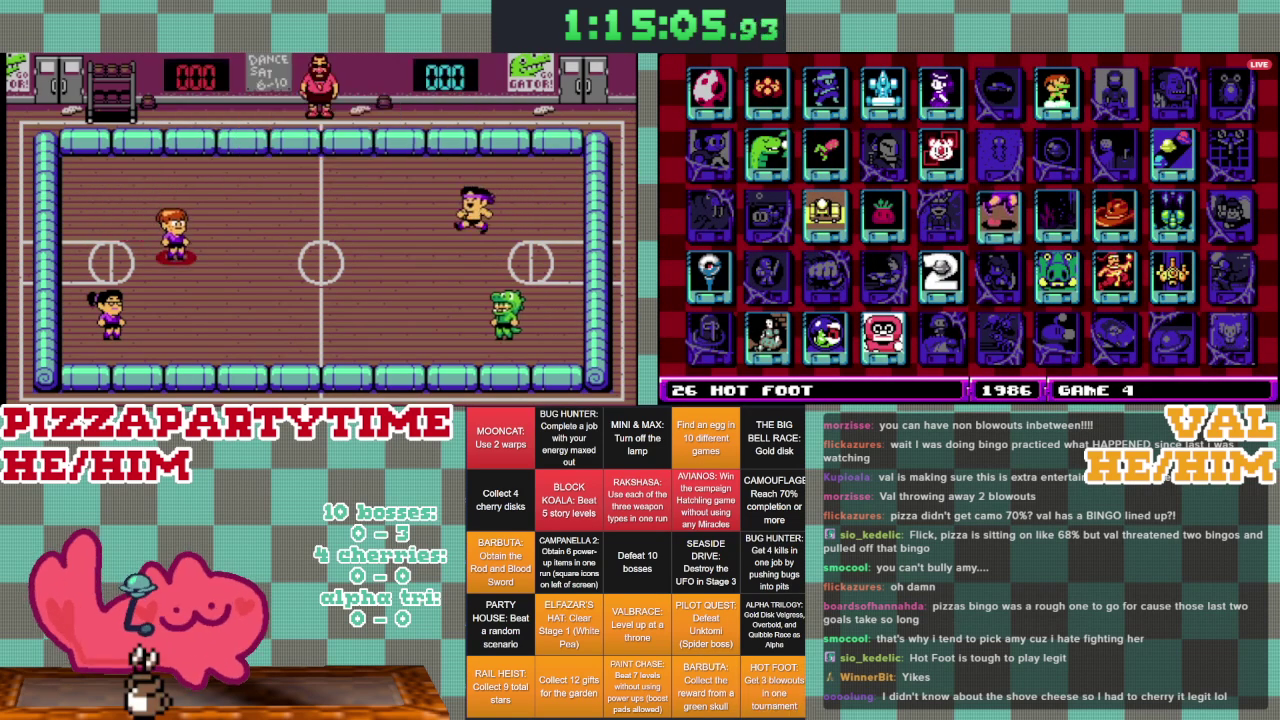 1:15:05.93
GO
GATOR!
000
DANCE
SAT
6-10
000
GO
GATOR!
LIVE
2
26 HOT FOOT
1986
GAME 4
PIZZAPARTYTIME
HE/HIM
VAL
HE/HIM
10 bosses:
0 - 3
4 cherries:
0 - 0
alpha tri:
0 - 0
MOONCAT:
Use 2 warps
BUG HUNTER:
Complete a job
with your
energy maxed
out
MINI & MAX:
Turn off the
lamp
Find an egg in
10 different
games
THE BIG
BELL RACE:
Gold disk
Collect 4
cherry disks
BLOCK
KOALA: Beat
5 story levels
RAKSHASA:
Use each of the
three weapon
types in one run
AVIANOS: Win
the campaign
Hatchling game
without using
any Miracles
CAMOUFLAGE
Reach 70%
completion or
more
BARBUTA:
Obtain the
Rod and Blood
Sword
CAMPANELLA 2:
Obtain 6 power-
up items in one
run (square icons
on left of screen)
Defeat 10
bosses
SEASIDE
DRIVE:
Destroy the
UFO in Stage 3
BUG HUNTER:
Get 4 kills in
one job by
pushing bugs
into pits
PARTY
HOUSE: Beat
a random
scenario
ELFAZAR'S
HAT: Clear
Stage 1 (White
Pea)
VALBRACE:
Level up at a
throne
PILOT QUEST:
Defeat
Unktomi
(Spider boss)
ALPHA TRILOGY:
Gold Disk Velgress,
Overbold, and
Quibble Race as
Alpha
RAIL HEIST:
Collect 9 total
stars
Collect 12 gifts
for the garden
PAINT CHASE:
Beat 7 levels
without using
power ups (boost
pads allowed)
BARBUTA:
Collect the
reward from a
green skull
HOT FOOT:
Get 3 blowouts
in one
tournament
morzisse: you can have non blowouts inbetween!!!!
flickazures: wait I was doing bingo practiced what HAPPENED since last i was
watching
Kupioala: val is making sure this is extra entertain
morzisse: Val throwing away 2 blowouts
flickazures: pizza didn't get camo 70%? val has a BINGO lined up?!
sio_kedelic: Flick, pizza is sitting on like 68% but val threatened two bingos and
pulled off that bingo
smocool: you can't bully amy....
flickazures: oh damn
boardsofhannahda: pizzas bingo was a rough one to go for cause those last two
goals take so long
smocool: that's why i tend to pick amy cuz i hate fighting her
sio_kedelic: Hot Foot is tough to play legit
WinnerBit: Yikes
I didn't know about the shove cheese so I had to cherry it legit lol